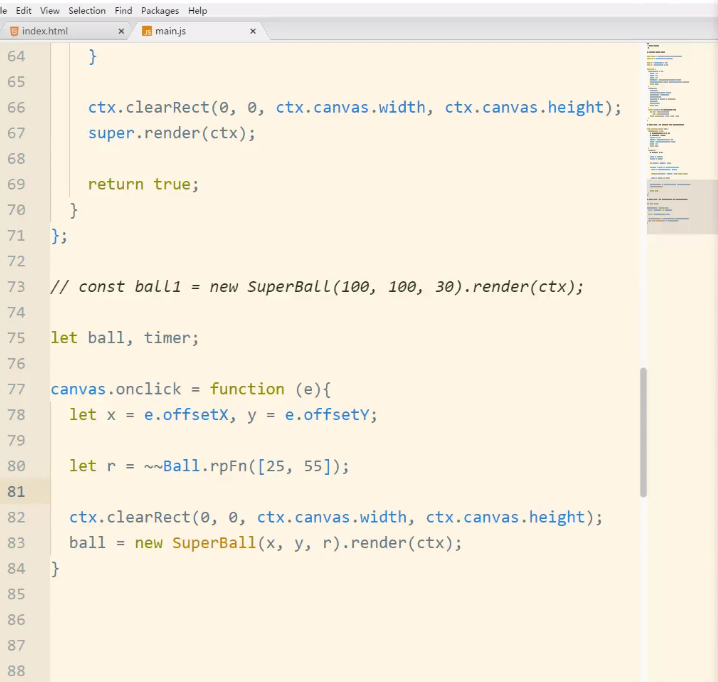 le Edit View Selection Find Packages Help
index.html × main.js ×
64 }
65
66 ctx.clearRect(0, 0, ctx.canvas.width, ctx.canvas.height);
67 super.render(ctx);
68
69 return true;
70 }
71 };
72
73 // const ball1 = new SuperBall(100, 100, 30).render(ctx);
74
75 let ball, timer;
76
77 canvas.onclick = function (e){
78 let x = e.offsetX, y = e.offsetY;
79
80 let r = ~~Ball.rpFn([25, 55]);
81
82 ctx.clearRect(0, 0, ctx.canvas.width, ctx.canvas.height);
83 ball = new SuperBall(x, y, r).render(ctx);
84 }
85
86
87
88